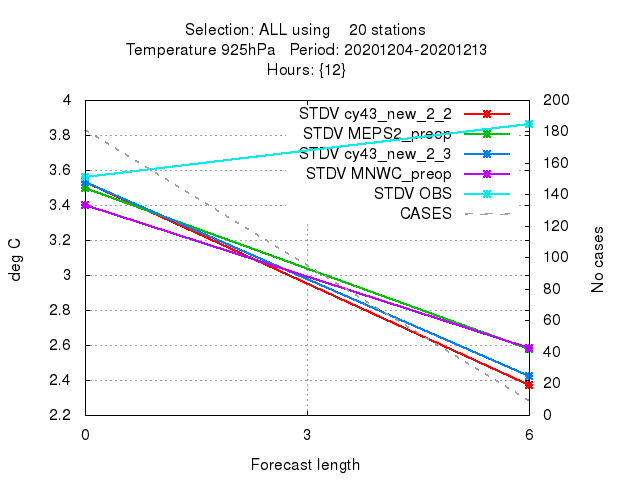 Selection: ALL using 20 stations
Temperature 925hPa Period: 20201204-20201213
Hours: {12}
4 200
STDV cy43_new_2_2
3.8 180
STDV MEPS2_preop
3.6 160
STDV cy43_new_2_3
STDV MNWC_preop
3.4 140
STDV OBS
CASES
3.2 120
3 100
2.8 80
2.6 60
40
2.4 20
2.2 0
deg C
No cases
0 3 6
Forecast length